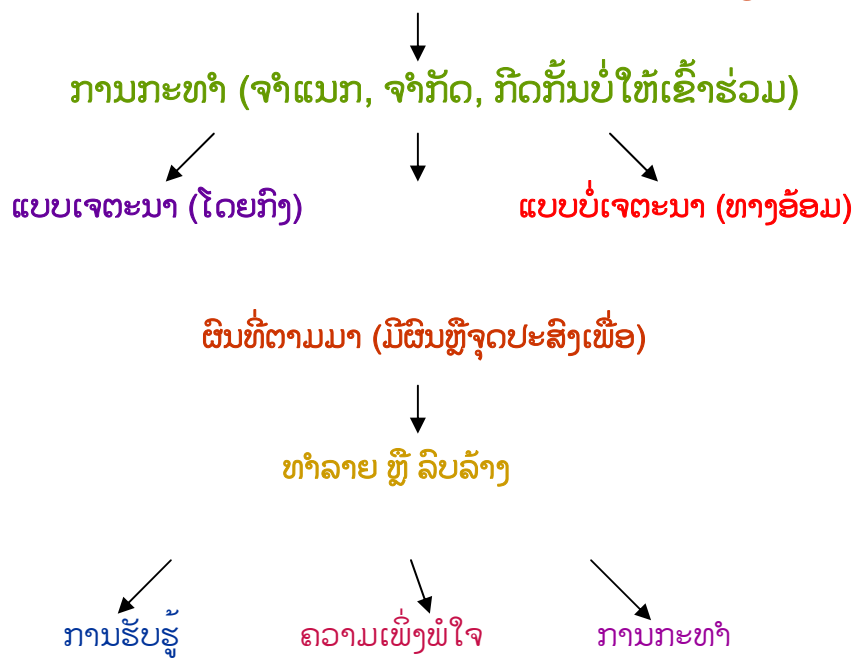 ການກະທຳ (ຈຳແນກ, ຈຳກັດ, ກີດກັ້ນບໍ່ໃຫ້ເຂົ້າຮ່ວມ)
ແບບເຈຕະນາ (ໂດຍກົງ) ແບບບໍ່ເຈຕະນາ (ທາງອ້ອມ)
ຜົນທີ່ຕາມມາ (ມີຜົນຫຼືຈຸດປະສົງເພື່ອ)
ທຳລາຍ ຫຼື ລົບລ້າງ
ການຮັບຮູ້ ຄວາມເພິ່ງພໍໃຈ ການກະທຳ